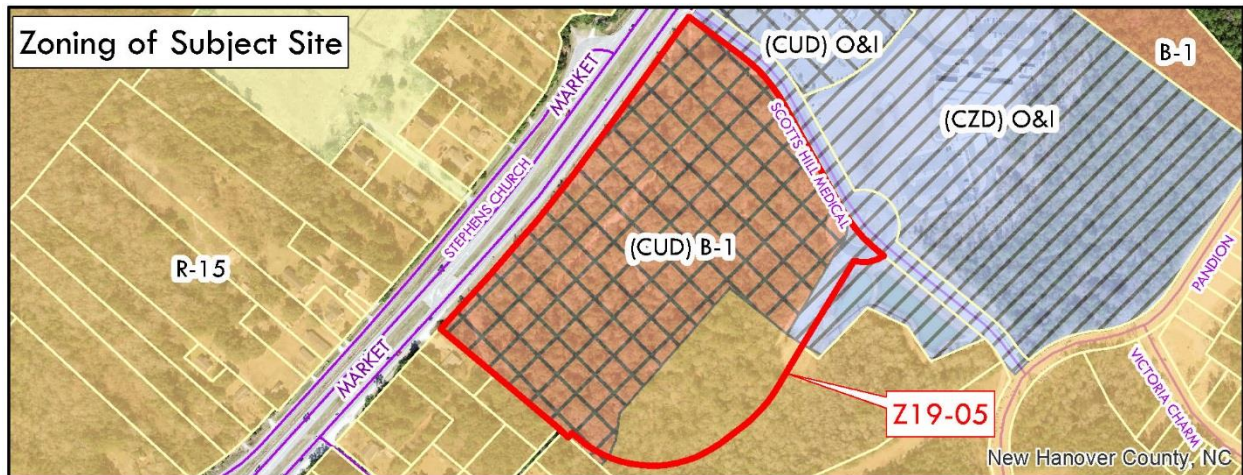 Zoning of Subject Site
MARKET
(CUD) O&I
B-1
(CZD) O&I
SCOTTS HILL MEDICAL
STEPHENS CHURCH
(CUD) B-1
R-15
PANDION
MARKET
VICTORIA CHARM
Z19-05
New Hanover County, NC